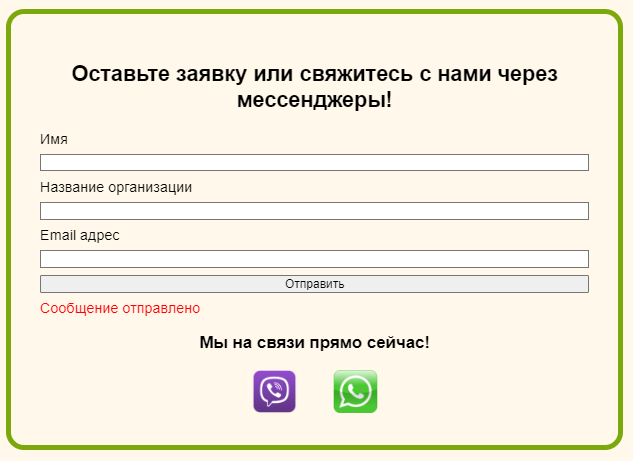 Оставьте заявку или свяжитесь с нами через
мессенджеры!
Имя
Название организации
Email адрес
Отправить
Сообщение отправлено
Мы на связи прямо сейчас!